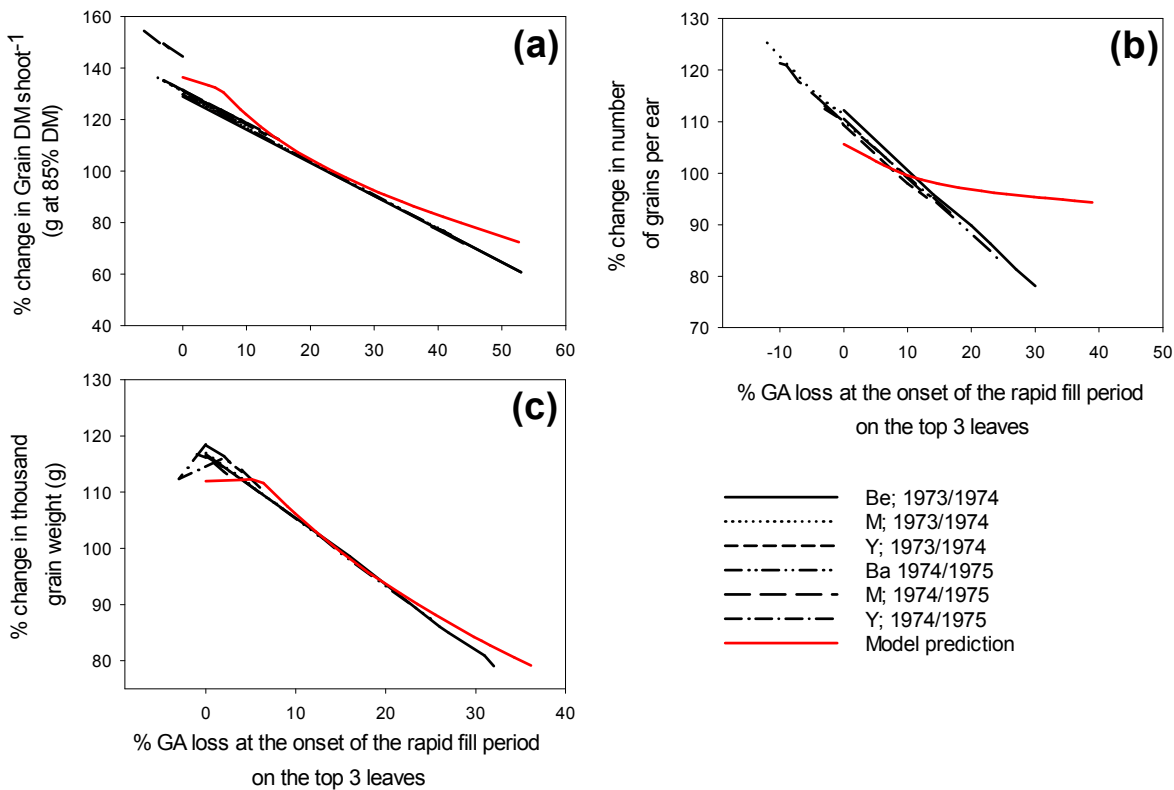 (a)
% change in Grain DM shoot⁻¹
(g at 85% DM)
160
140
120
100
80
60
40
0
10
20
30
40
50
60
(b)
% change in number
of grains per ear
130
120
110
100
90
80
70
-10
0
10
20
30
40
50
% GA loss at the onset of the rapid fill period
on the top 3 leaves
(c)
% change in thousand
grain weight (g)
130
120
110
100
90
80
0
10
20
30
40
% GA loss at the onset of the rapid fill period
on the top 3 leaves
Be; 1973/1974
M; 1973/1974
Y; 1973/1974
Ba 1974/1975
M; 1974/1975
Y; 1974/1975
Model prediction